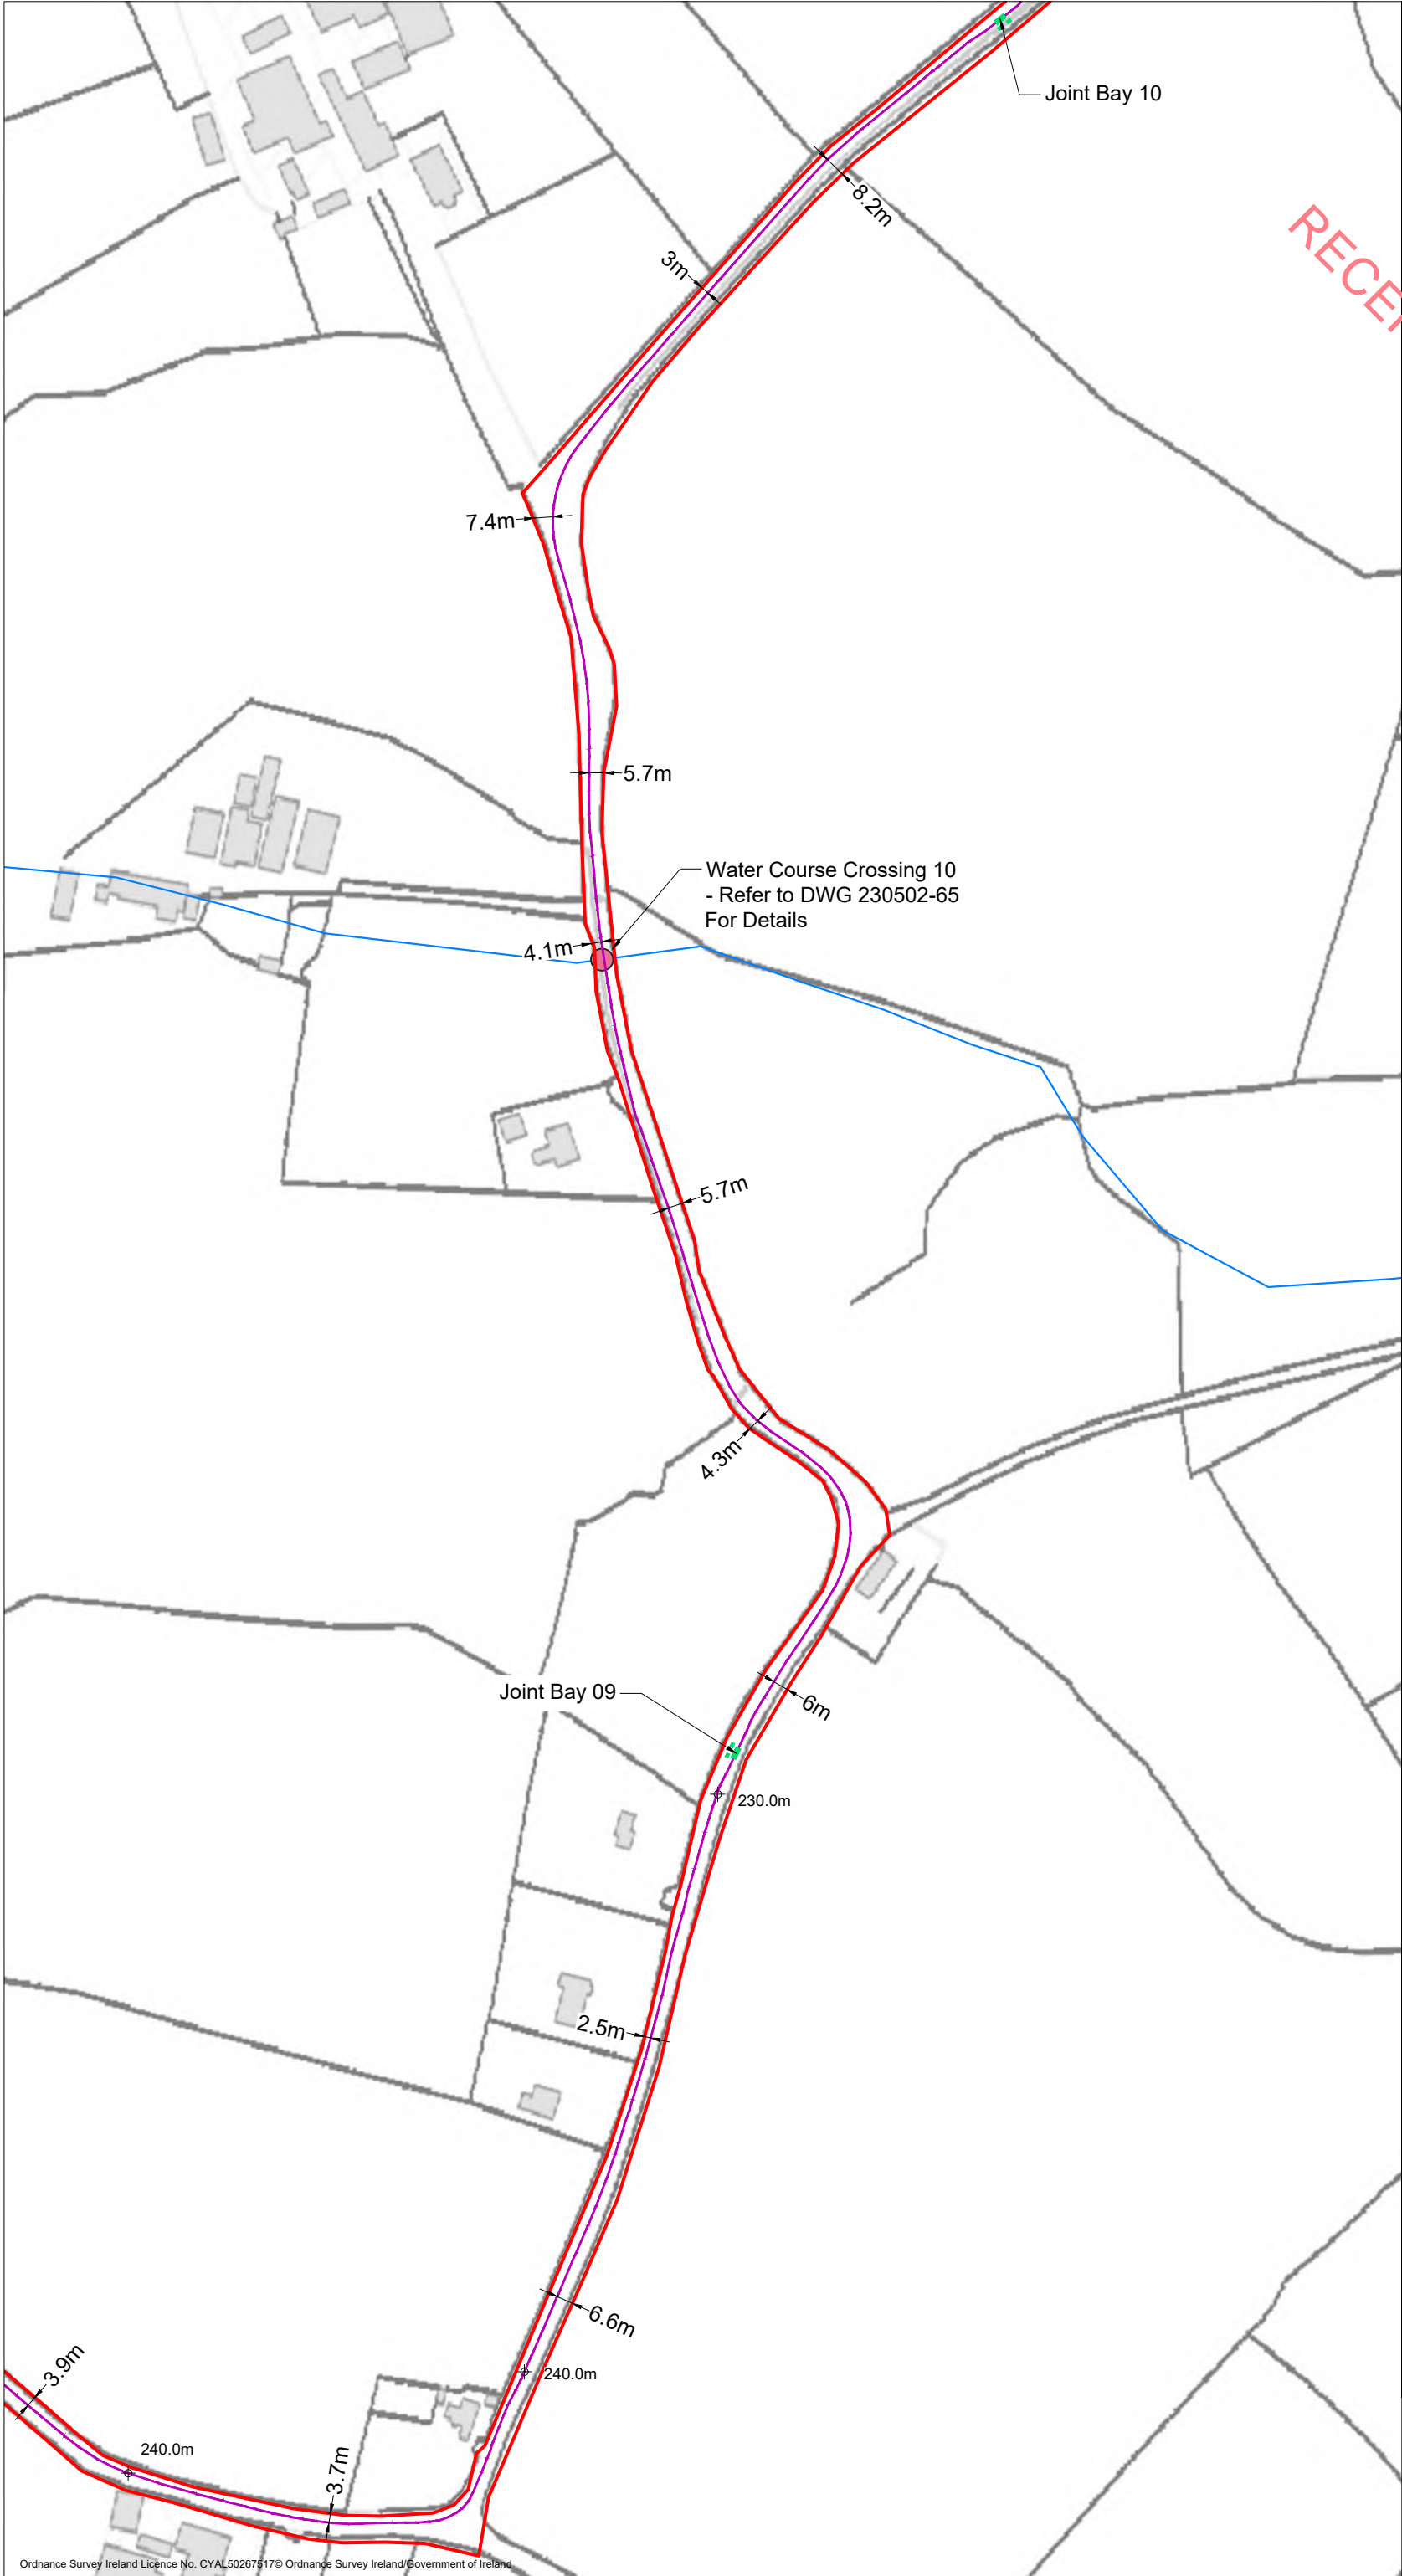 Joint Bay 10
8.2m
3m
7.4m
5.7m
Water Course Crossing 10
- Refer to DWG 230502-65
For Details
4.1m
5.7m
4.3m
Joint Bay 09
6m
230.0m
2.5m
6.6m
3.9m
240.0m
240.0m
3.7m
Ordnance Survey Ireland Licence No. CYAL50267517© Ordnance Survey Ireland/Government of Ireland